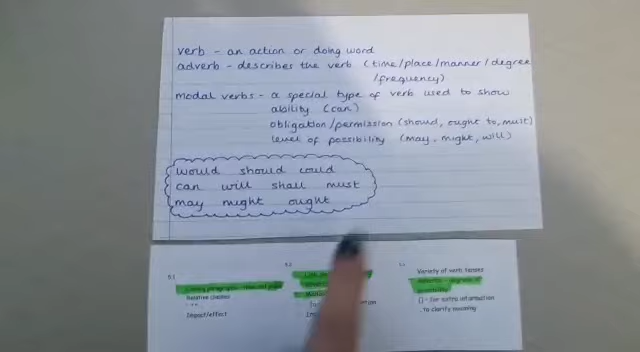 verb - an action or doing word
adverb - describes the verb (time/place/manner/degree
/frequency)
modal verbs - a special type of verb used to show
ability (can)
obligation/permission (should, ought to, must)
level of possibility (may, might, will)
would should could
can will shall must
may might ought
Relative clauses
Impact/effect
Variety of verb tenses
()- for extra information
to clarify meaning